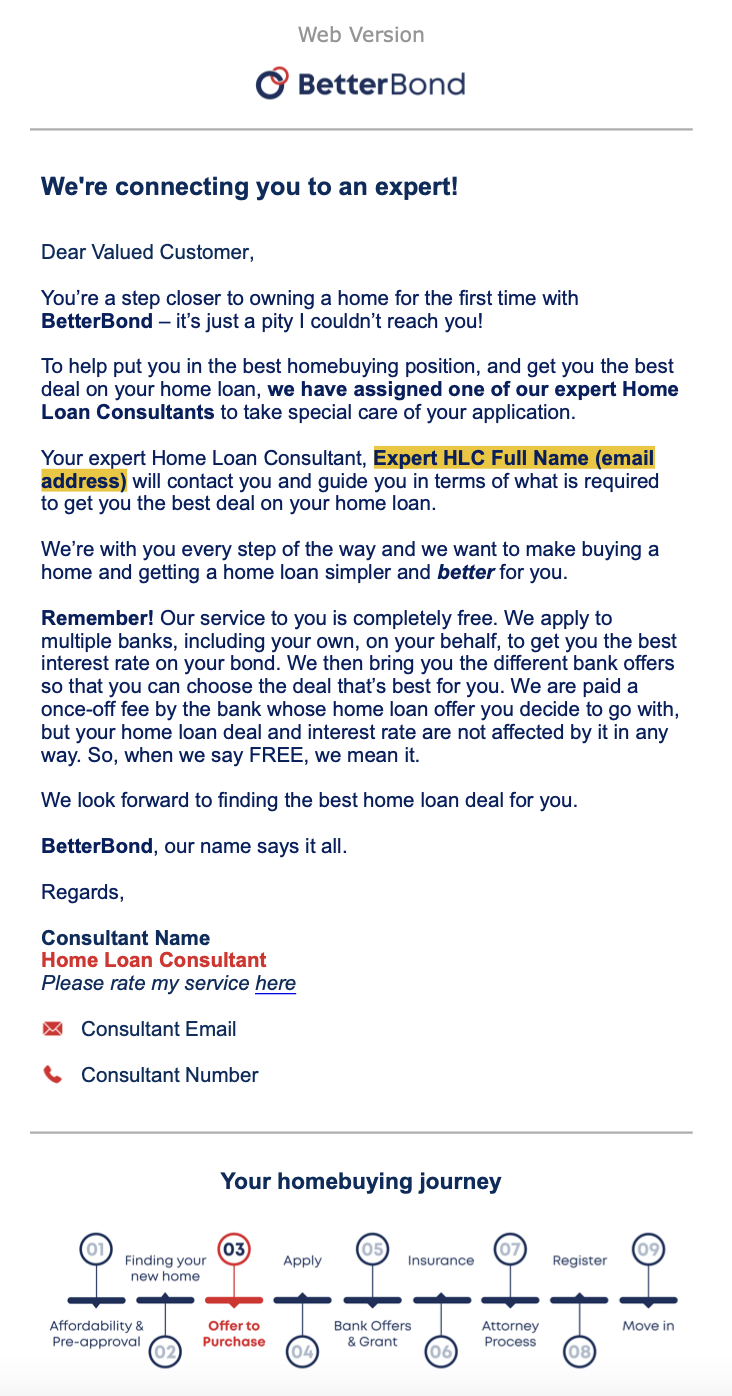 Web Version
BetterBond
We're connecting you to an expert!
Dear Valued Customer,
You’re a step closer to owning a home for the first time with
BetterBond – it’s just a pity I couldn’t reach you!
To help put you in the best homebuying position, and get you the best
deal on your home loan, we have assigned one of our expert Home
Loan Consultants to take special care of your application.
Your expert Home Loan Consultant, Expert HLC Full Name (email
address) will contact you and guide you in terms of what is required
to get you the best deal on your home loan.
We’re with you every step of the way and we want to make buying a
home and getting a home loan simpler and better for you.
Remember! Our service to you is completely free. We apply to
multiple banks, including your own, on your behalf, to get you the best
interest rate on your bond. We then bring you the different bank offers
so that you can choose the deal that’s best for you. We are paid a
once-off fee by the bank whose home loan offer you decide to go with,
but your home loan deal and interest rate are not affected by it in any
way. So, when we say FREE, we mean it.
We look forward to finding the best home loan deal for you.
BetterBond, our name says it all.
Regards,
Consultant Name
Home Loan Consultant
Please rate my service here
Consultant Email
Consultant Number
Your homebuying journey
01
Affordability &
Pre-approval
Finding your
new home
02
03
Offer to
Purchase
Apply
04
05
Bank Offers
& Grant
Insurance
06
07
Attorney
Process
Register
08
09
Move in